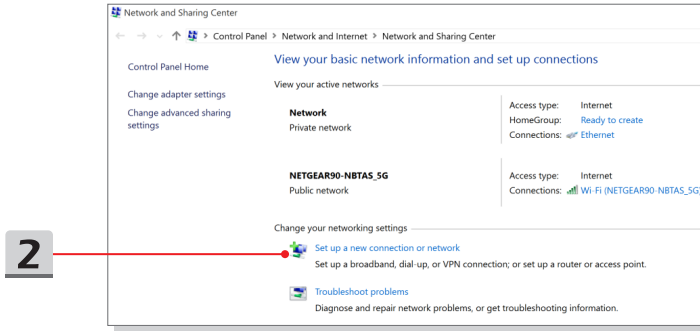 Network and Sharing Center
Control Panel > Network and Internet > Network and Sharing Center
Control Panel Home
Change adapter settings
Change advanced sharing
settings
View your basic network information and set up connections
View your active networks
Network
Private network
Access type: Internet
HomeGroup: Ready to create
Connections: Ethernet
NETGEAR90-NBTAS_5G
Public network
Access type: Internet
Connections: Wi-Fi (NETGEAR90-NBTAS_5G)
Change your networking settings
2
Set up a new connection or network
Set up a broadband, dial-up, or VPN connection; or set up a router or access point.
Troubleshoot problems
Diagnose and repair network problems, or get troubleshooting information.